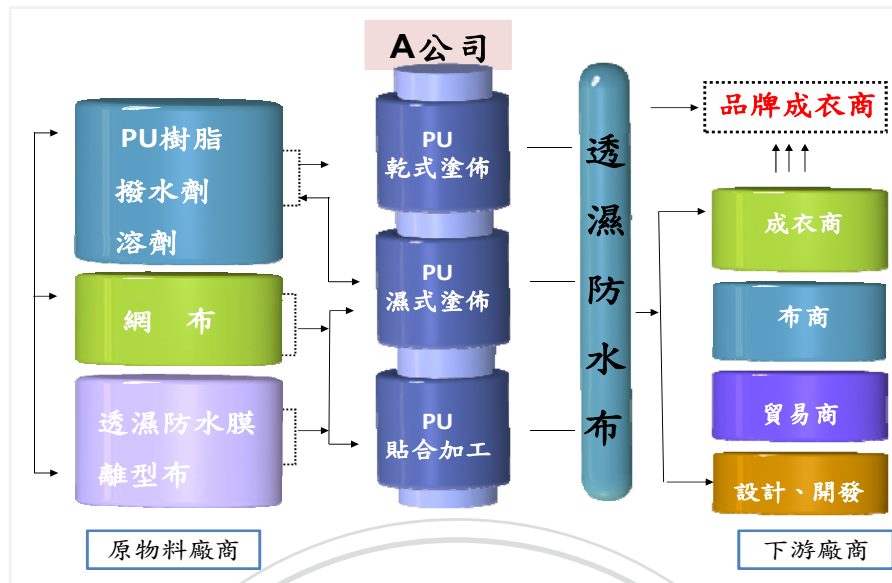 A公司
PU樹脂
撥水劑
溶劑
網 布
透濕防水膜
離型布
原物料廠商
PU
乾式塗佈
PU
濕式塗佈
PU
貼合加工
透濕防水布
品牌成衣商
成衣商
布商
貿易商
設計、開發
下游廠商